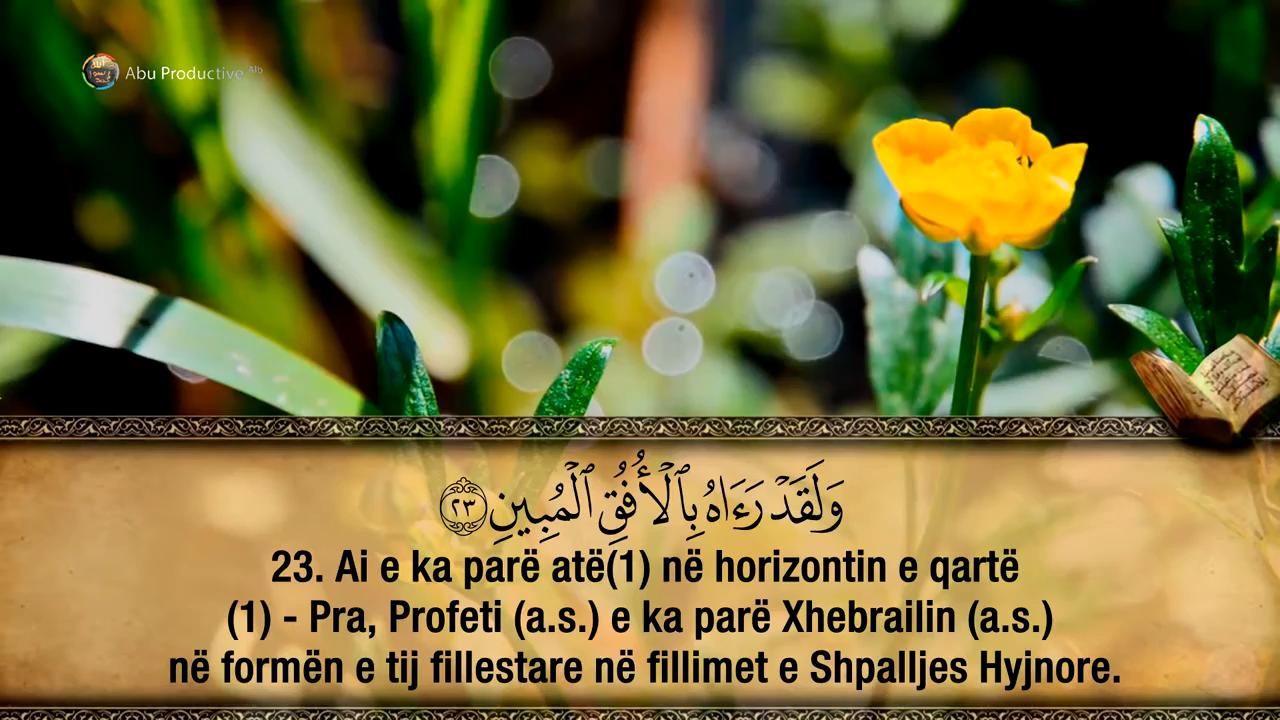 Abu Productive Alb
وَلَقَدْ رَءَاهُ بِٱلْأُفُقِ ٱلْمُبِينِ ٢٣
23. Ai e ka parë atë(1) në horizontin e qartë
(1) - Pra, Profeti (a.s.) e ka parë Xhebrailin (a.s.)
në formën e tij fillestare në fillimet e Shpalljes Hyjnore.